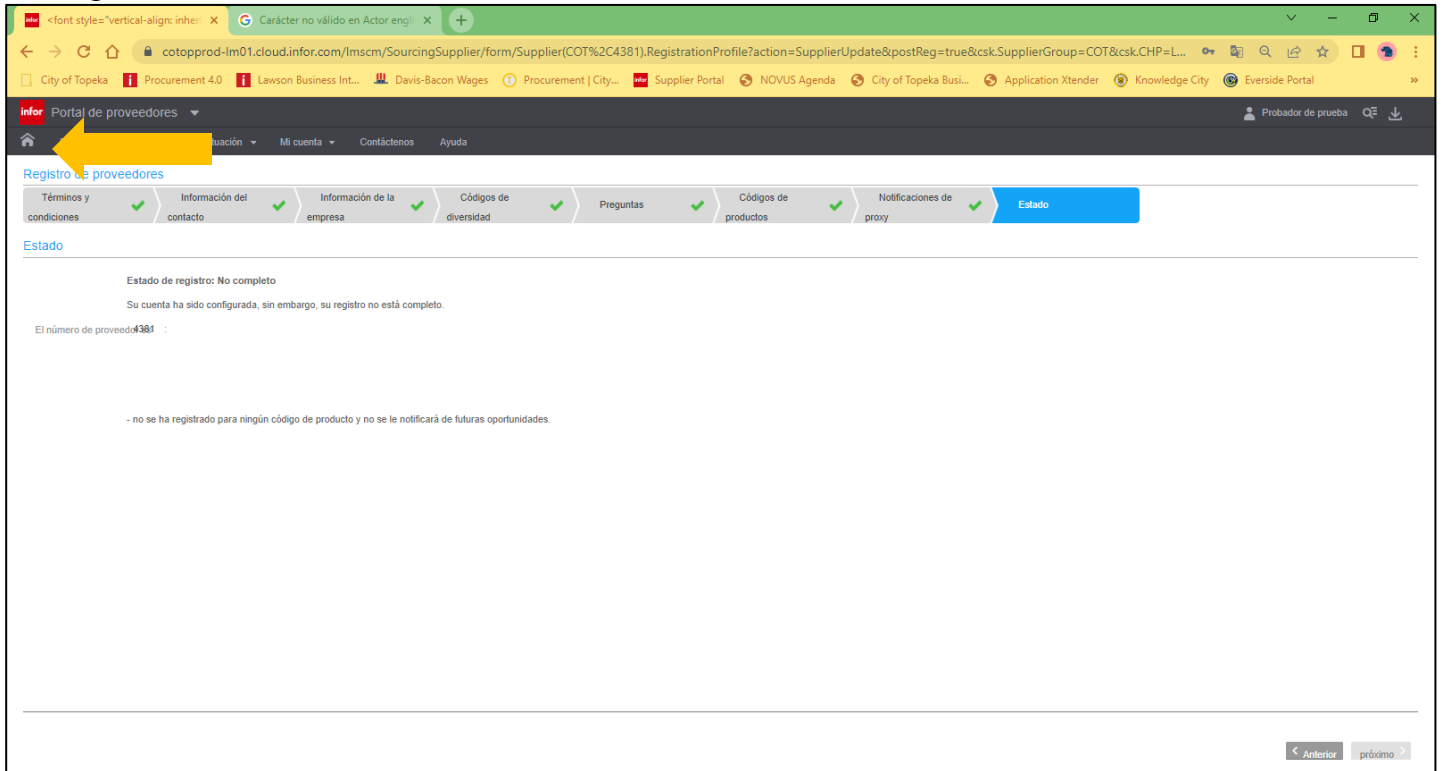 infor <font style="vertical-align: inheri
Carácter no válido en Actor engli
cotopprod-lm01.cloud.infor.com/lmscm/SourcingSupplier/form/Supplier(COT%2C4381).RegistrationProfile?action=SupplierUpdate&postReg=true&csk.SupplierGroup=COT&csk.CHP=L...
City of Topeka Procurement 4.0 Lawson Business Int... Davis-Bacon Wages Procurement | City... infor Supplier Portal NOVUS Agenda City of Topeka Busi... Application Xtender Knowledge City Everside Portal »
infor Portal de proveedores Probador de prueba
Mi cuenta Contáctenos Ayuda
Registro de proveedores
Términos y condiciones
Información del contacto
Información de la empresa
Códigos de diversidad
Preguntas
Códigos de productos
Notificaciones de proxy
Estado
Estado
Estado de registro: No completo
Su cuenta ha sido configurada, sin embargo, su registro no está completo.
El número de proveedor 4381 :
- no se ha registrado para ningún código de producto y no se le notificará de futuras oportunidades.
< Anterior próximo >